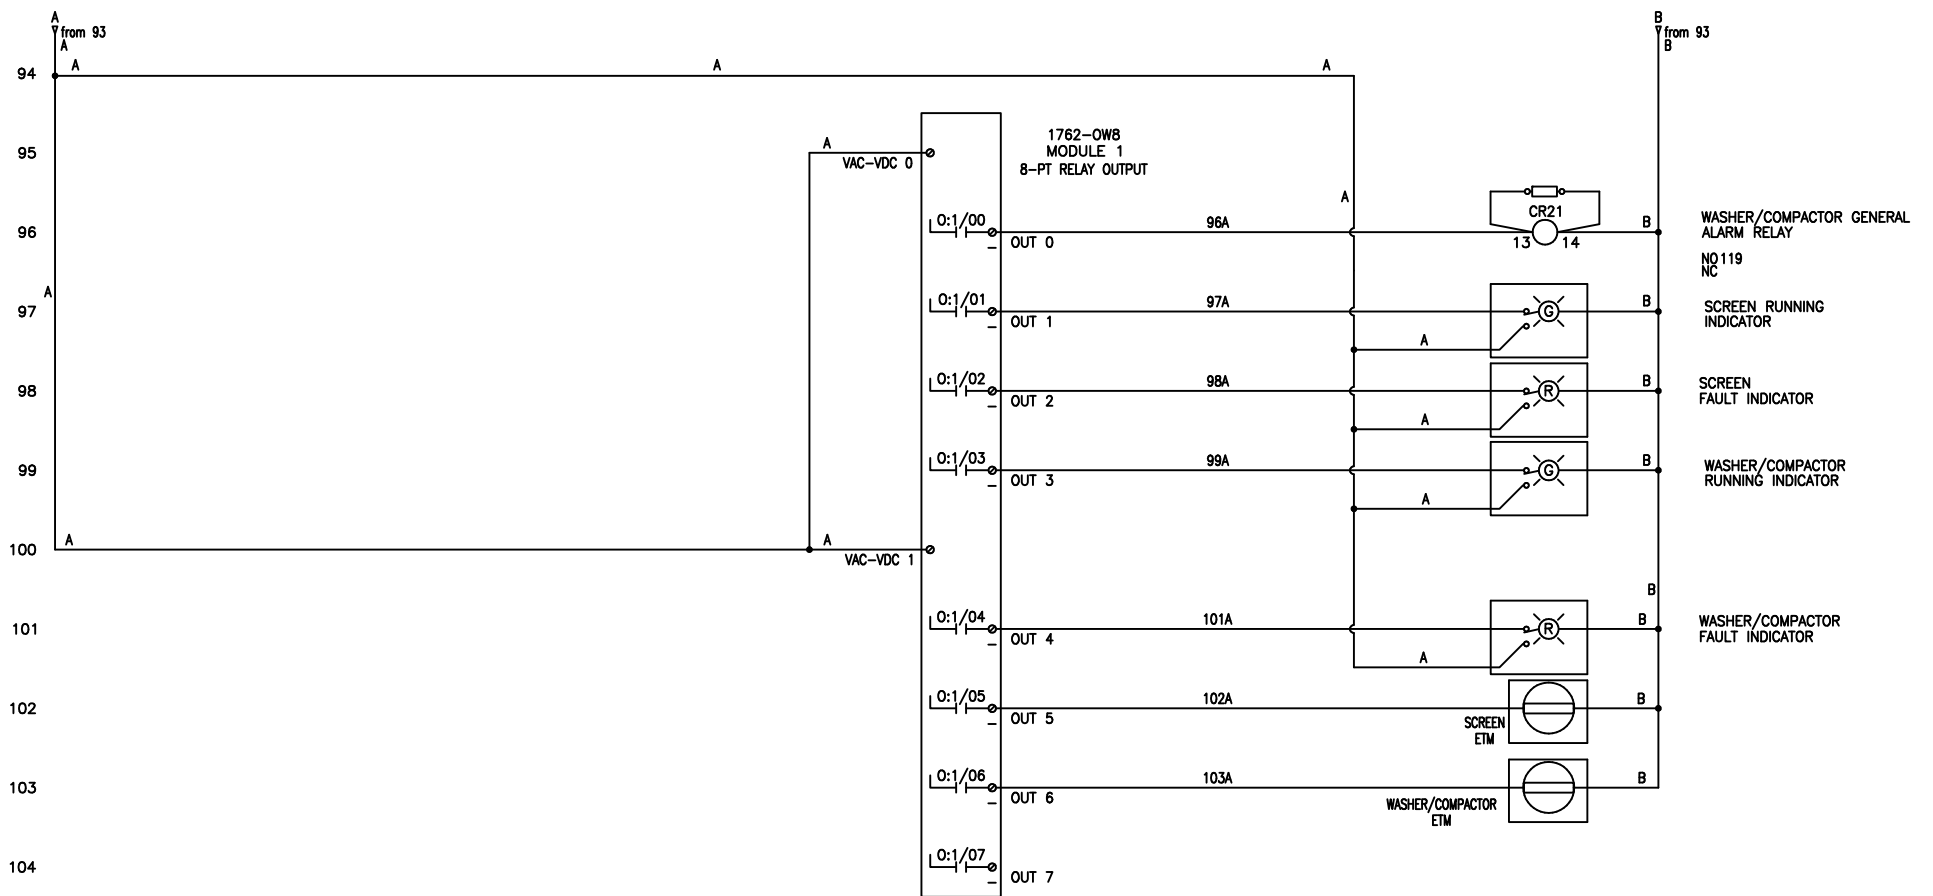 A
from 93
A
B
from 93
B
94
A
A
A
95
A
VAC-VDC 0
1762-OW8
MODULE 1
8-PT RELAY OUTPUT
A
96
O:1/00
OUT 0
96A
CR21
13
14
B
WASHER/COMPACTOR GENERAL
ALARM RELAY
NO119
NC
A
97
O:1/01
OUT 1
97A
G
B
SCREEN RUNNING
INDICATOR
A
98
O:1/02
OUT 2
98A
R
B
SCREEN
FAULT INDICATOR
A
99
O:1/03
OUT 3
99A
G
B
WASHER/COMPACTOR
RUNNING INDICATOR
A
100
A
A
VAC-VDC 1
B
101
O:1/04
OUT 4
101A
R
B
WASHER/COMPACTOR
FAULT INDICATOR
A
102
O:1/05
OUT 5
102A
B
SCREEN
ETM
103
O:1/06
OUT 6
103A
B
WASHER/COMPACTOR
ETM
104
O:1/07
OUT 7